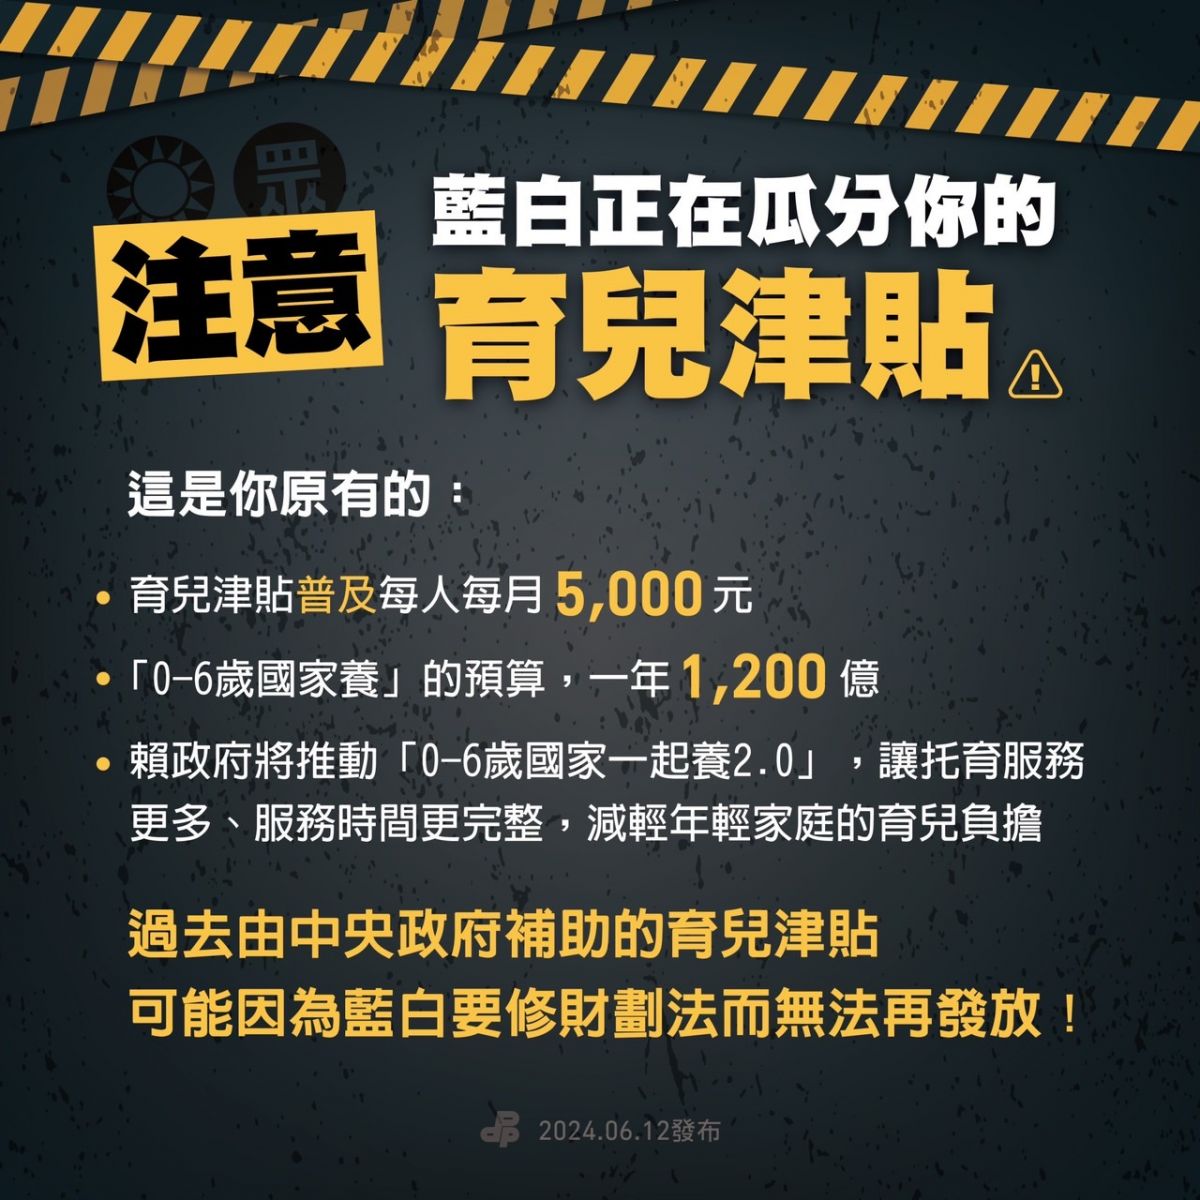 眾
注意
藍白正在瓜分你的
育兒津貼
這是你原有的：
• 育兒津貼普及每人每月 5,000 元
• 「0-6歲國家養」的預算，一年 1,200 億
• 賴政府將推動「0-6歲國家一起養2.0」，讓托育服務
更多、服務時間更完整，減輕年輕家庭的育兒負擔
過去由中央政府補助的育兒津貼
可能因為藍白要修財劃法而無法再發放！
2024.06.12發布